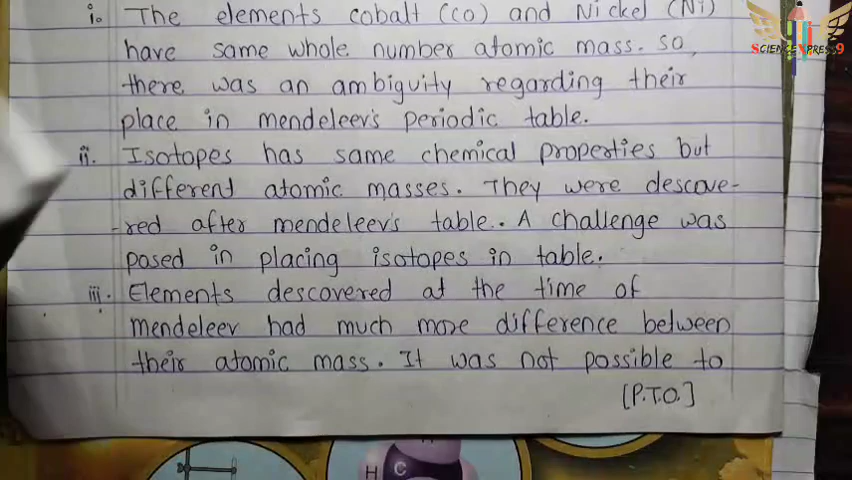 i. The elements cobalt (co) and Nickel (Ni)
have same whole number atomic mass. so,
there was an ambiguity regarding their
place in mendeleev's periodic table.
ii. Isotopes has same chemical properties but
different atomic masses. They were descove-
-red after mendeleev's table. A challenge was
posed in placing isotopes in table.
iii. Elements descovered at the time of
mendeleev had much more difference between
their atomic mass. It was not possible to
[P.T.O.]
SCIENCEXPRESS9
H C
H